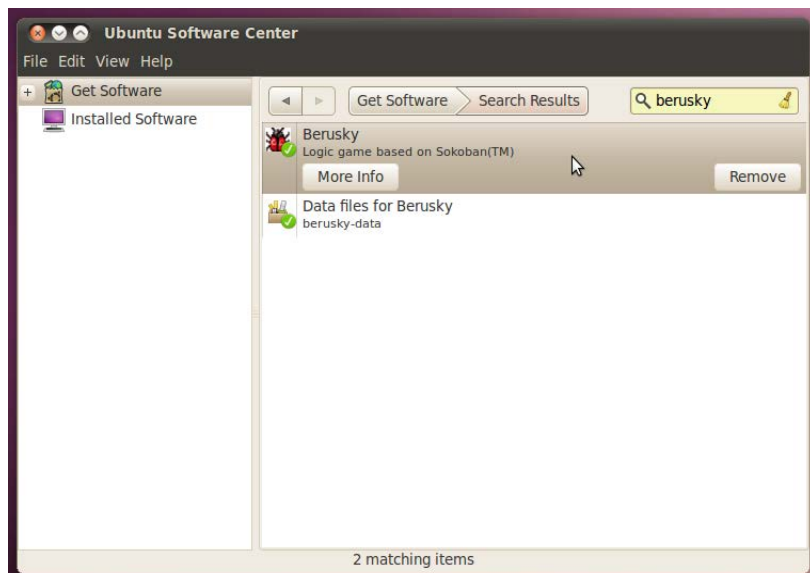 Ubuntu Software Center
File Edit View Help
Get Software
Installed Software
Get Software Search Results berusky
Berusky
Logic game based on Sokoban(TM)
More Info Remove
Data files for Berusky
berusky-data
2 matching items